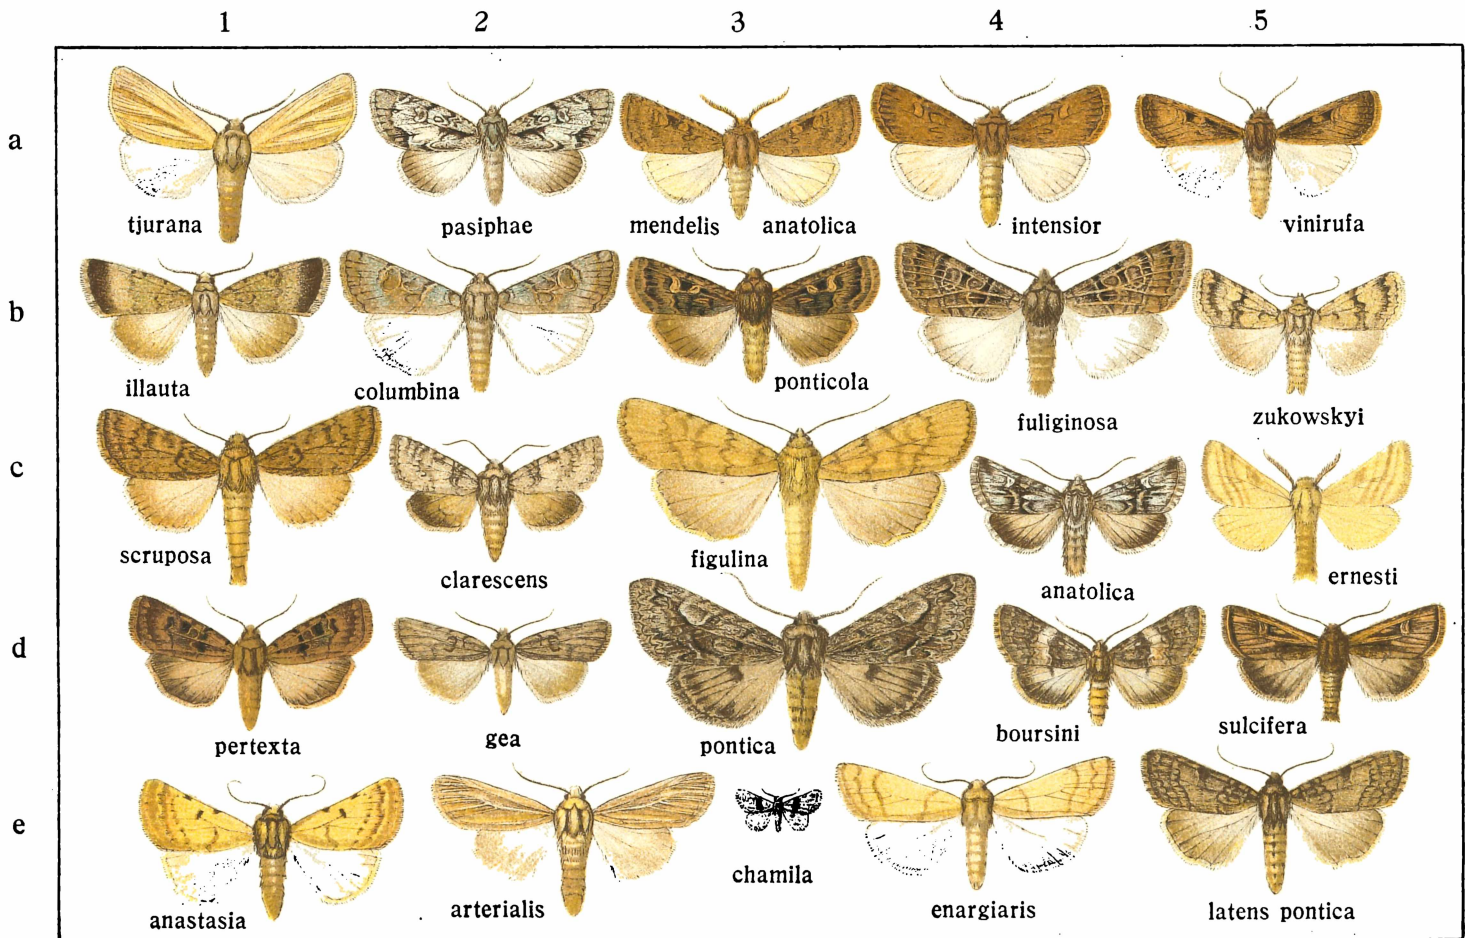 1 2 3 4 5
a
tjurana pasiphae mendelis anatolica intensior vinirufa
b
illauta columbina ponticola fuliginosa zukowskyi
c
scruposa clarescens figulina anatolica ernesti
d
pertexta gea pontica boursini sulcifera
e
anastasia arterialis chamila enargiaris latens pontica